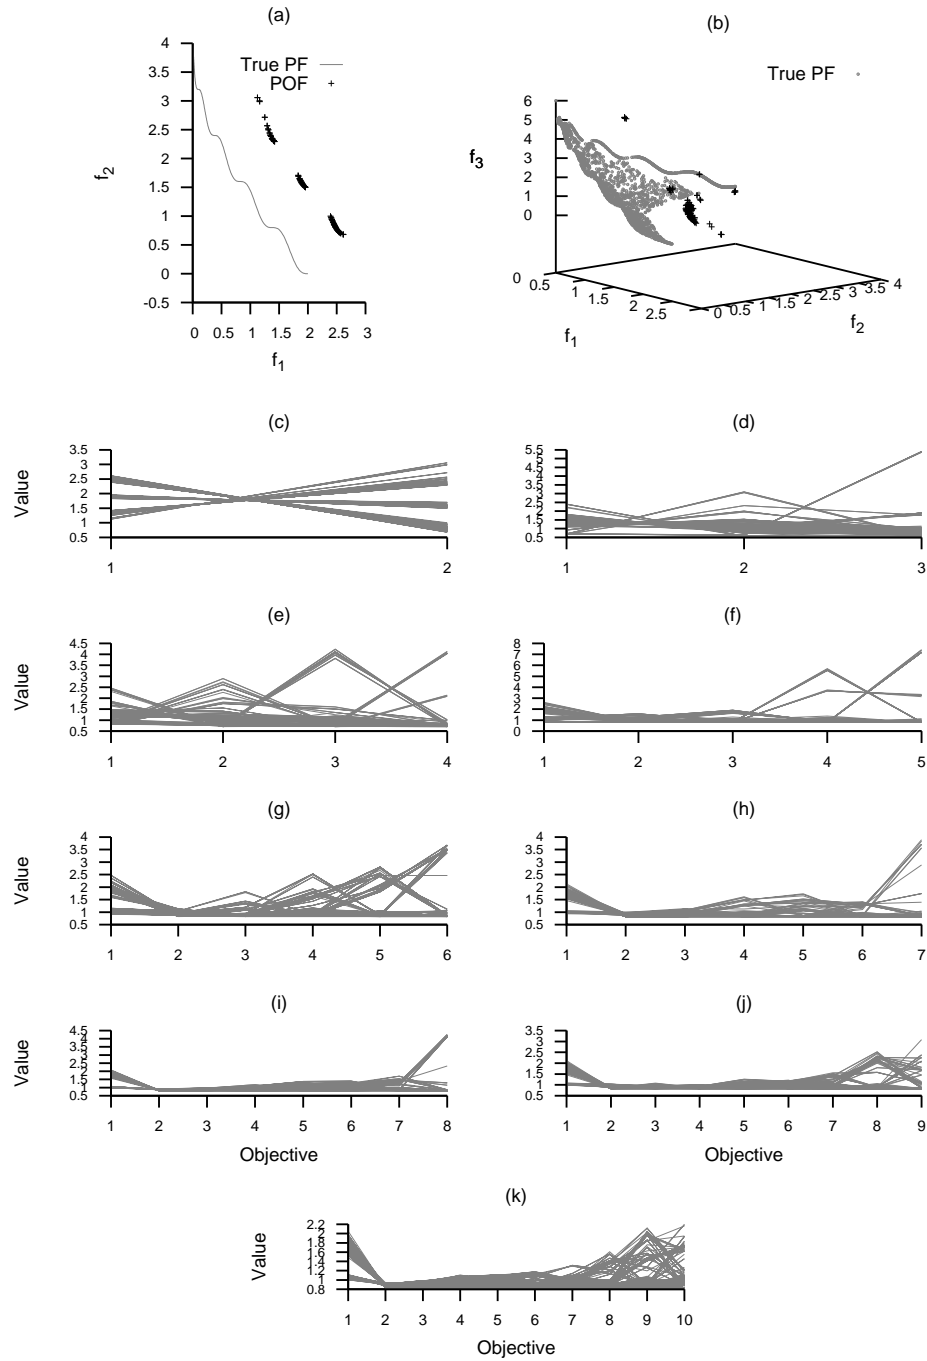 (a)
4
3.5
3
2.5
2
1.5
1
0.5
0
-0.5
f2
True PF
POF
0 0.5 1 1.5 2 2.5 3
f1
(b)
True PF
6
5
4
3
2
1
0
f3
0
0.5
1
1.5
2
2.5
f1
0 0.5 1 1.5 2 2.5 3 3.5 4
f2
(c)
Value
3.5
3
2.5
2
1.5
1
0.5
1 2
(d)
5.5
5
4.5
4
3.5
3
2.5
2
1.5
1
0.5
1 2 3
(e)
Value
4.5
4
3.5
3
2.5
2
1.5
1
0.5
1 2 3 4
(f)
8
7
6
5
4
3
2
1
0
1 2 3 4 5
(g)
Value
4
3.5
3
2.5
2
1.5
1
0.5
1 2 3 4 5 6
(h)
4
3.5
3
2.5
2
1.5
1
0.5
1 2 3 4 5 6 7
(i)
Value
4.5
4
3.5
3
2.5
2
1.5
1
0.5
1 2 3 4 5 6 7 8
Objective
(j)
3.5
3
2.5
2
1.5
1
0.5
1 2 3 4 5 6 7 8 9
Objective
(k)
Value
2.2
2
1.8
1.6
1.4
1.2
1
0.8
1 2 3 4 5 6 7 8 9 10
Objective